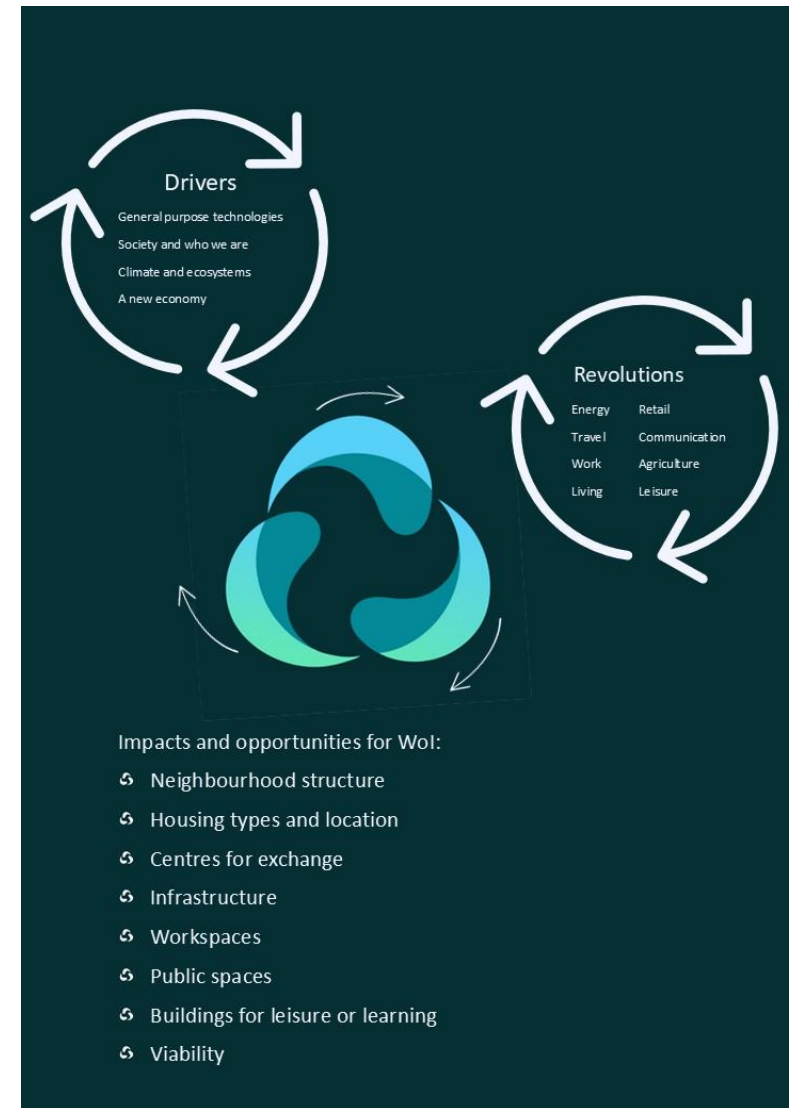 Drivers
General purpose technologies
Society and who we are
Climate and ecosystems
A new economy
Revolutions
Energy Retail
Travel Communication
Work Agriculture
Living Leisure
Impacts and opportunities for WoI:
Neighbourhood structure
Housing types and location
Centres for exchange
Infrastructure
Workspaces
Public spaces
Buildings for leisure or learning
Viability